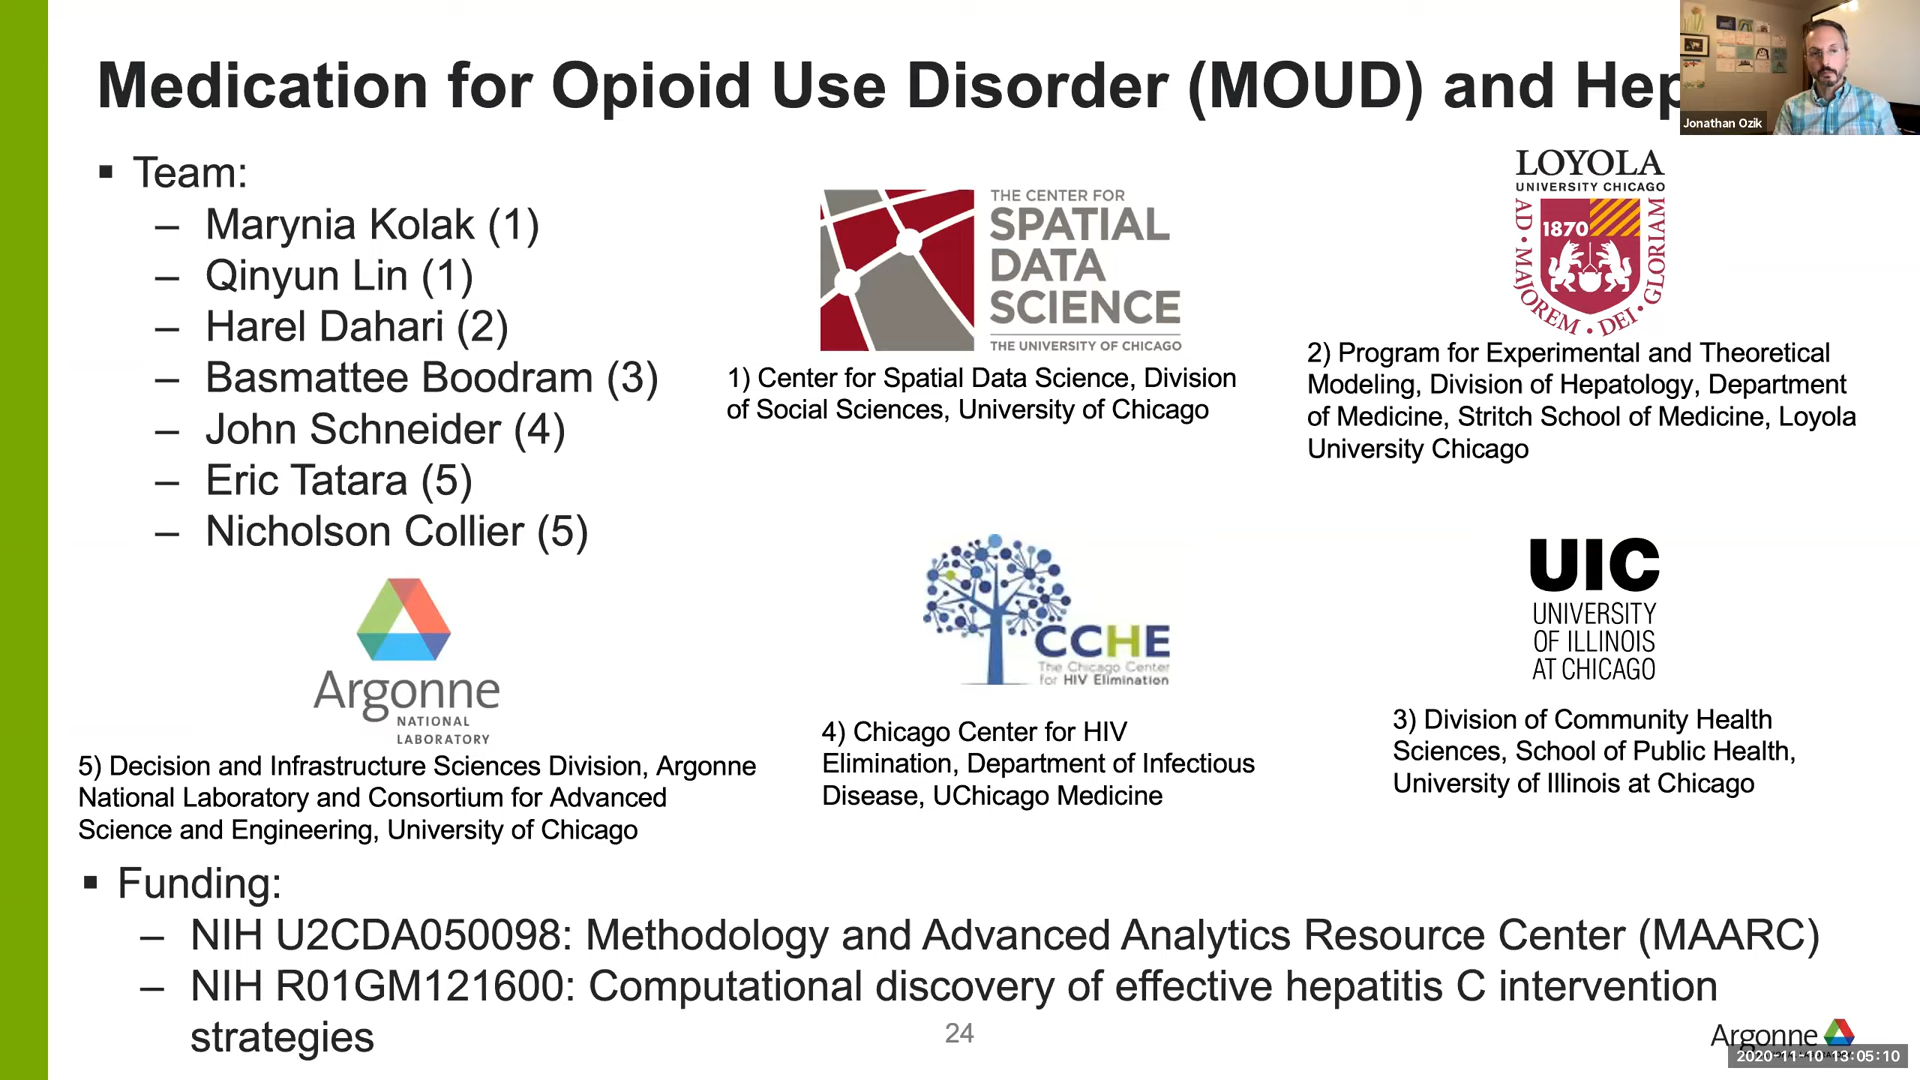 Medication for Opioid Use Disorder (MOUD) and Hep
Jonathan Ozik
▪ Team:
– Marynia Kolak (1)
– Qinyun Lin (1)
– Harel Dahari (2)
– Basmattee Boodram (3)
– John Schneider (4)
– Eric Tatara (5)
– Nicholson Collier (5)
THE CENTER FOR
SPATIAL
DATA
SCIENCE
THE UNIVERSITY OF CHICAGO
1) Center for Spatial Data Science, Division
of Social Sciences, University of Chicago
LOYOLA
UNIVERSITY CHICAGO
1870
AD • MAJOREM • DEI • GLORIAM
2) Program for Experimental and Theoretical
Modeling, Division of Hepatology, Department
of Medicine, Stritch School of Medicine, Loyola
University Chicago
Argonne
NATIONAL
LABORATORY
5) Decision and Infrastructure Sciences Division, Argonne
National Laboratory and Consortium for Advanced
Science and Engineering, University of Chicago
CCHE
The Chicago Center
for HIV Elimination
4) Chicago Center for HIV
Elimination, Department of Infectious
Disease, UChicago Medicine
UIC
UNIVERSITY
OF ILLINOIS
AT CHICAGO
3) Division of Community Health
Sciences, School of Public Health,
University of Illinois at Chicago
▪ Funding:
– NIH U2CDA050098: Methodology and Advanced Analytics Resource Center (MAARC)
– NIH R01GM121600: Computational discovery of effective hepatitis C intervention
strategies
24
Argonne
2020-11-10 13:05:10